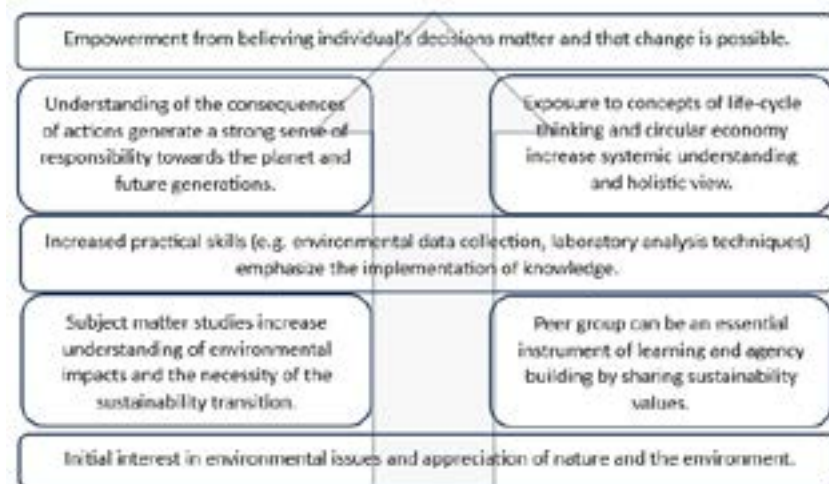 Empowerment from believing individual's decisions matter and that change is possible.
Understanding of the consequences
of actions generate a strong sense of
responsibility towards the planet and
future generations.
Exposure to concepts of life-cycle
thinking and circular economy
increase systemic understanding
and holistic view.
Increased practical skills (e.g. environmental data collection, laboratory analysis techniques)
emphasize the implementation of knowledge.
Subject matter studies increase
understanding of environmental
impacts and the necessity of the
sustainability transition.
Peer group can be an essential
instrument of learning and agency
building by sharing sustainability
values.
Initial interest in environmental issues and appreciation of nature and the environment.